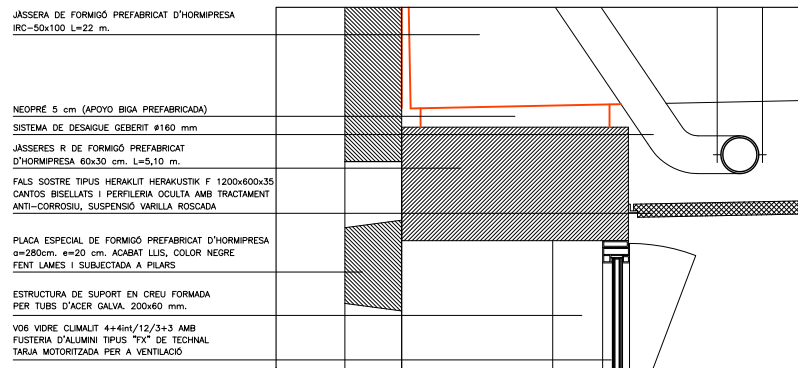 JÀSSERA DE FORMIGÓ PREFABRICAT D'HORMIPRESA
IRC-50x100 L=22 m.
NEOPRÉ 5 cm (APOYO BIGA PREFABRICADA)
SISTEMA DE DESAIGUE GEBERIT ø160 mm
JÀSSERES R DE FORMIGÓ PREFABRICAT
D'HORMIPRESA 60x30 cm. L=5,10 m.
FALS SOSTRE TIPUS HERAKLIT HERAKUSTIK F 1200x600x35
CANTOS BISELLATS I PERFILERIA OCULTA AMB TRACTAMENT
ANTI-CORROSIU, SUSPENSIÓ VARILLA ROSCADA
PLACA ESPECIAL DE FORMIGÓ PREFABRICAT D'HORMIPRESA
a=280cm. e=20 cm. ACABAT LLIS, COLOR NEGRE
FENT LAMES I SUBJECTADA A PILARS
ESTRUCTURA DE SUPORT EN CREU FORMADA
PER TUBS D'ACER GALVA. 200x60 mm.
V06 VIDRE CLIMALIT 4+4int/12/3+3 AMB
FUSTERIA D'ALUMINI TIPUS "FX" DE TECHNAL
TARJA MOTORITZADA PER A VENTILACIÓ